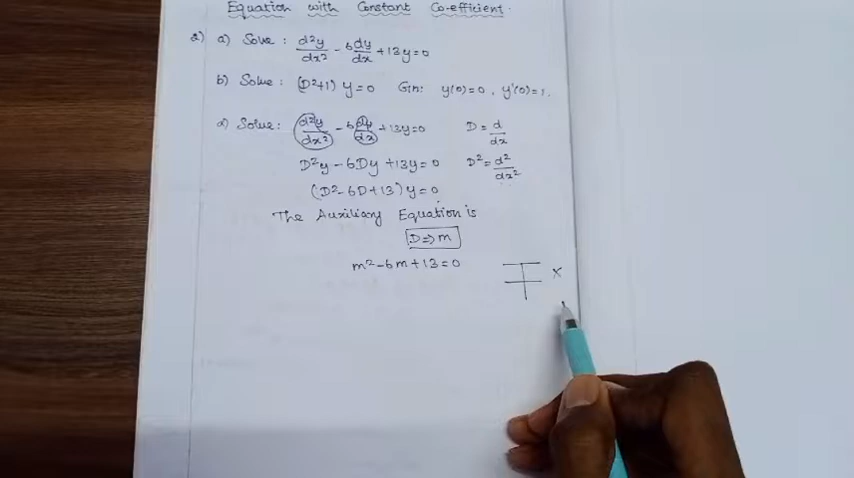 Equation with Constant Co-efficient.
2) a) Solve : d²y/dx² - 6 dy/dx + 13y = 0
b) Solve : (D²+1) y = 0 Gin: y(0)=0, y'(0)=1.
a) Solve : d²y/dx² - 6 dy/dx + 13y = 0 D = d/dx
D²y - 6Dy + 13y = 0 D² = d²/dx²
(D² - 6D + 13) y = 0
The Auxiliary Equation is
D ⇒ m
m² - 6m + 13 = 0 x